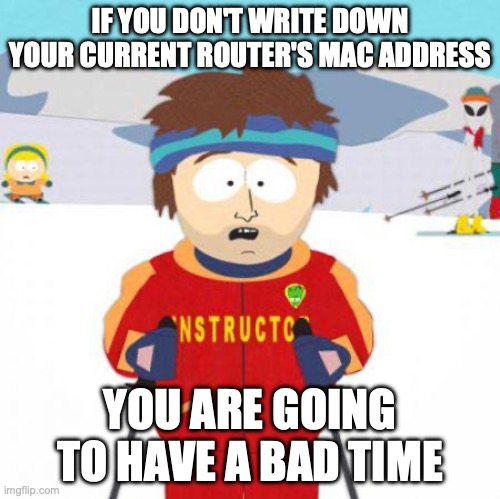 IF YOU DON'T WRITE DOWN
YOUR CURRENT ROUTER'S MAC ADDRESS
NSTRUCTO
YOU ARE GOING
TO HAVE A BAD TIME
imgflip.com